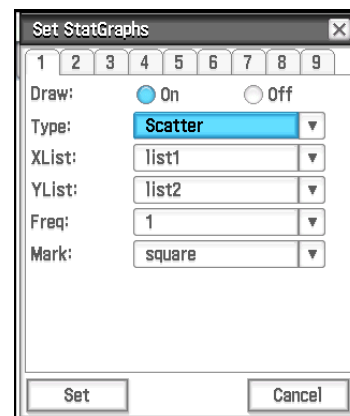 Set StatGraphs
1 2 3 4 5 6 7 8 9
Draw: On Off
Type: Scatter
XList: list1
YList: list2
Freq: 1
Mark: square
Set Cancel